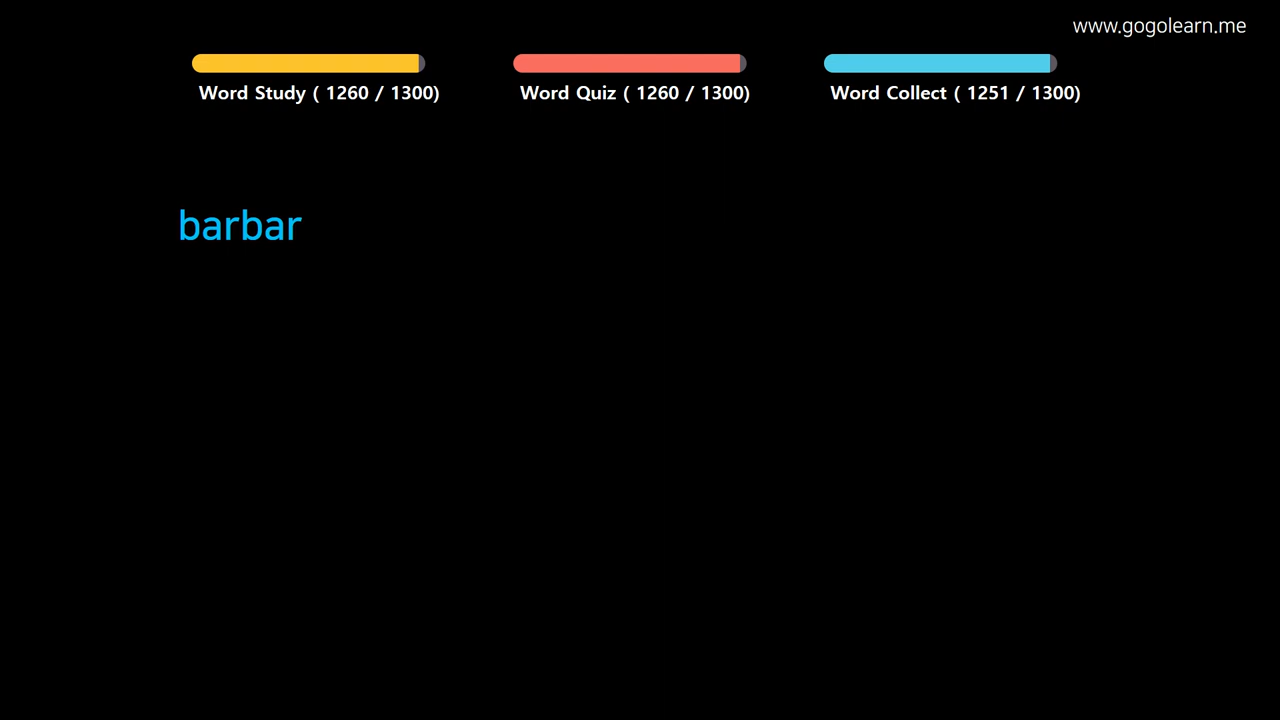 www.gogolearn.me
Word Study ( 1260 / 1300)
Word Quiz ( 1260 / 1300)
Word Collect ( 1251 / 1300)
barbar